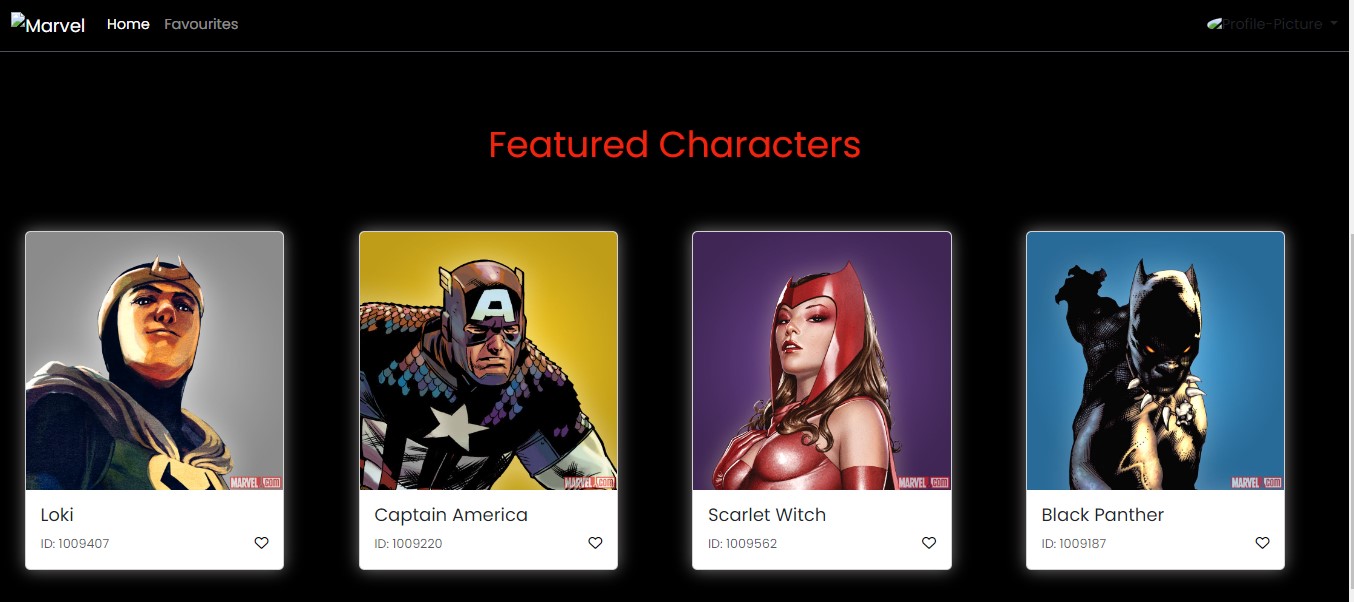 Marvel Home Favourites Profile-Picture
Featured Characters
A
MARVEL.COM MARVEL.COM MARVEL.COM MARVEL.COM
Loki Captain America Scarlet Witch Black Panther
ID: 1009407 ID: 1009220 ID: 1009562 ID: 1009187